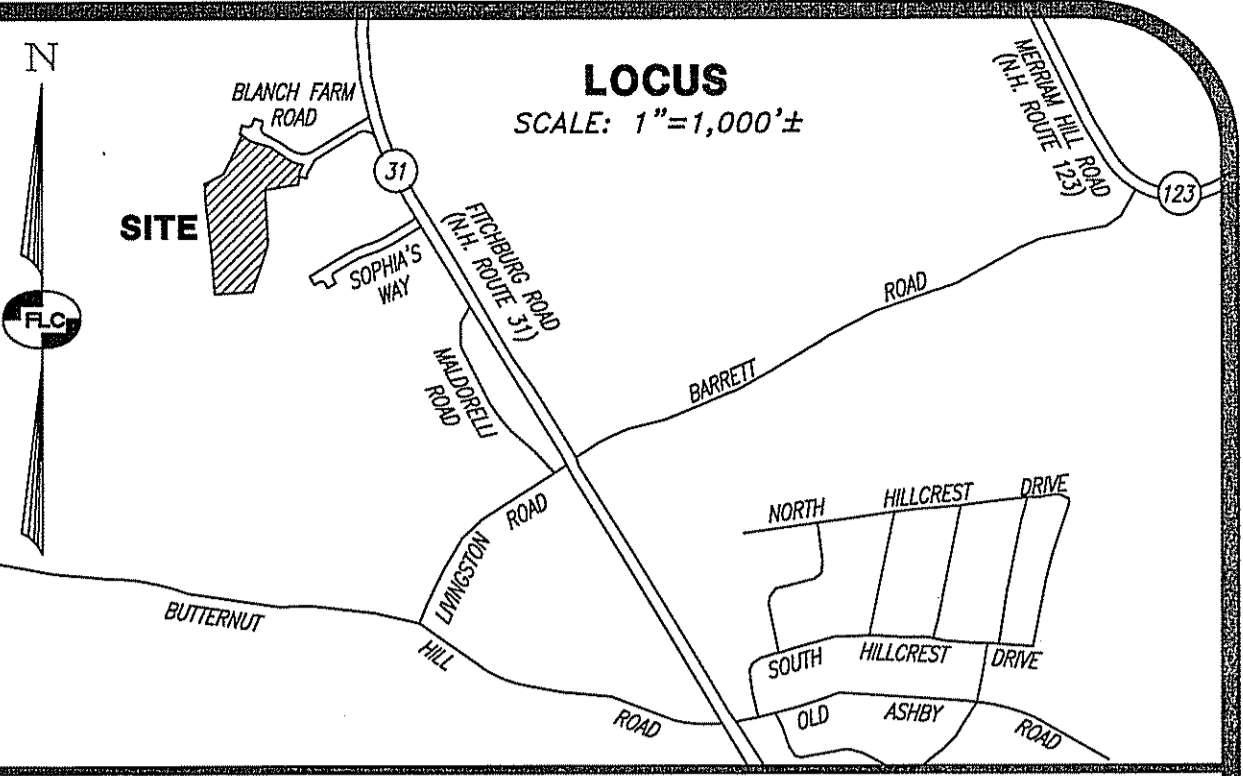 N
LOCUS
SCALE: 1"=1,000'±
BLANCH FARM
ROAD
MERRIAM HILL ROAD
(N.H. ROUTE 123)
31
123
SITE
FITCHBURG ROAD
(N.H. ROUTE 31)
SOPHIA'S
WAY
FLC
ROAD
MALDORELLI
ROAD
BARRETT
NORTH HILLCREST DRIVE
ROAD
LIVINGSTON
BUTTERNUT
HILL
SOUTH HILLCREST DRIVE
ROAD
OLD ASHBY ROAD